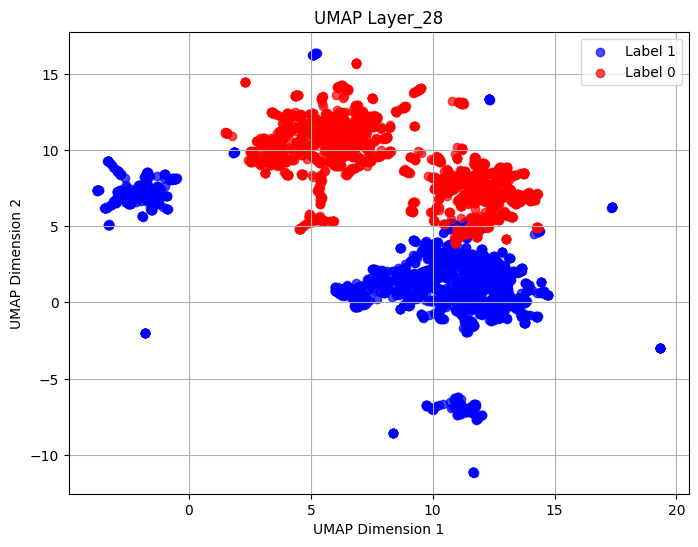 UMAP Layer_28
Label 1
Label 0
UMAP Dimension 2
15
10
5
0
−5
−10
0
5
10
15
20
UMAP Dimension 1